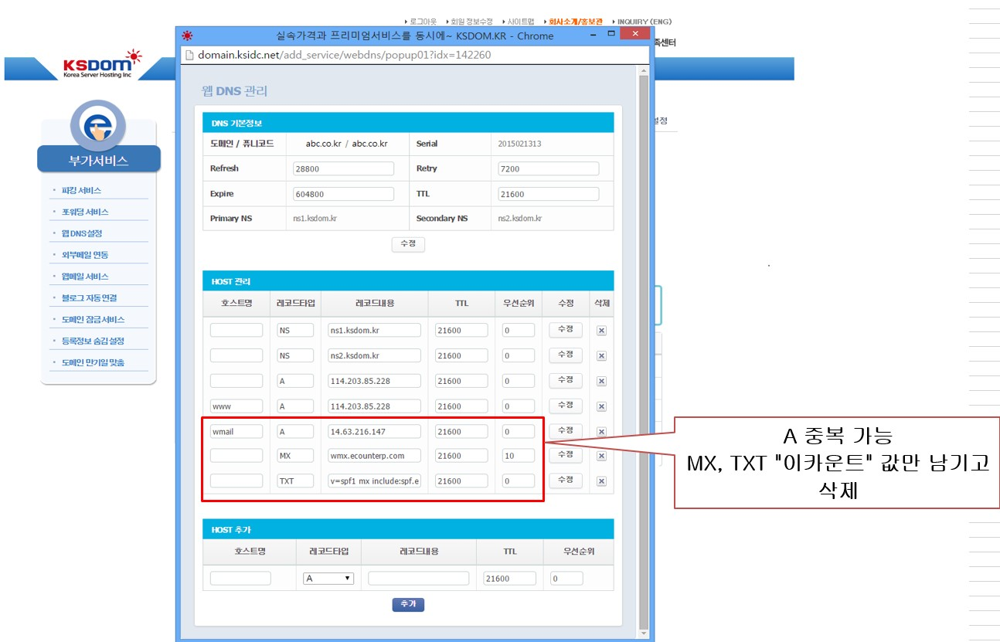 로그아웃 회원 정보수정 사이트맵 회사소개/홍보관 INQUIRY (ENG)
실속가격과 프리미엄서비스를 동시에~ KSDOM.KR - Chrome
족센터
domain.ksidc.net/add_service/webdns/popup01?idx=142260
KSDOM
Korea Server Hosting Inc
부가서비스
파킹 서비스
포워딩 서비스
웹 DNS 설정
외부메일 연동
웹메일 서비스
블로그 자동 연결
도메인 잠금 서비스
등록정보 숨김 설정
도메인 만기일 맞춤
웹 DNS 관리
DNS 기본정보
도메인 / 퓨니코드 abc.co.kr / abc.co.kr Serial 2015021313
Refresh 28800 Retry 7200
Expire 604800 TTL 21600
Primary NS ns1.ksdom.kr Secondary NS ns2.ksdom.kr
수정
HOST 관리
호스트명 레코드타입 레코드내용 TTL 우선순위 수정 삭제
NS ns1.ksdom.kr 21600 0 수정
NS ns2.ksdom.kr 21600 0 수정
A 114.203.85.228 21600 0 수정
www A 114.203.85.228 21600 0 수정
wmail A 14.63.216.147 21600 0 수정
MX wmx.ecounterp.com 21600 10 수정
TXT v=spf1 mx include:spf.e 21600 0 수정
A 중복 가능
MX, TXT "이카운트" 값만 남기고
삭제
HOST 추가
호스트명 레코드타입 레코드내용 TTL 우선순위
A 21600 0
추가